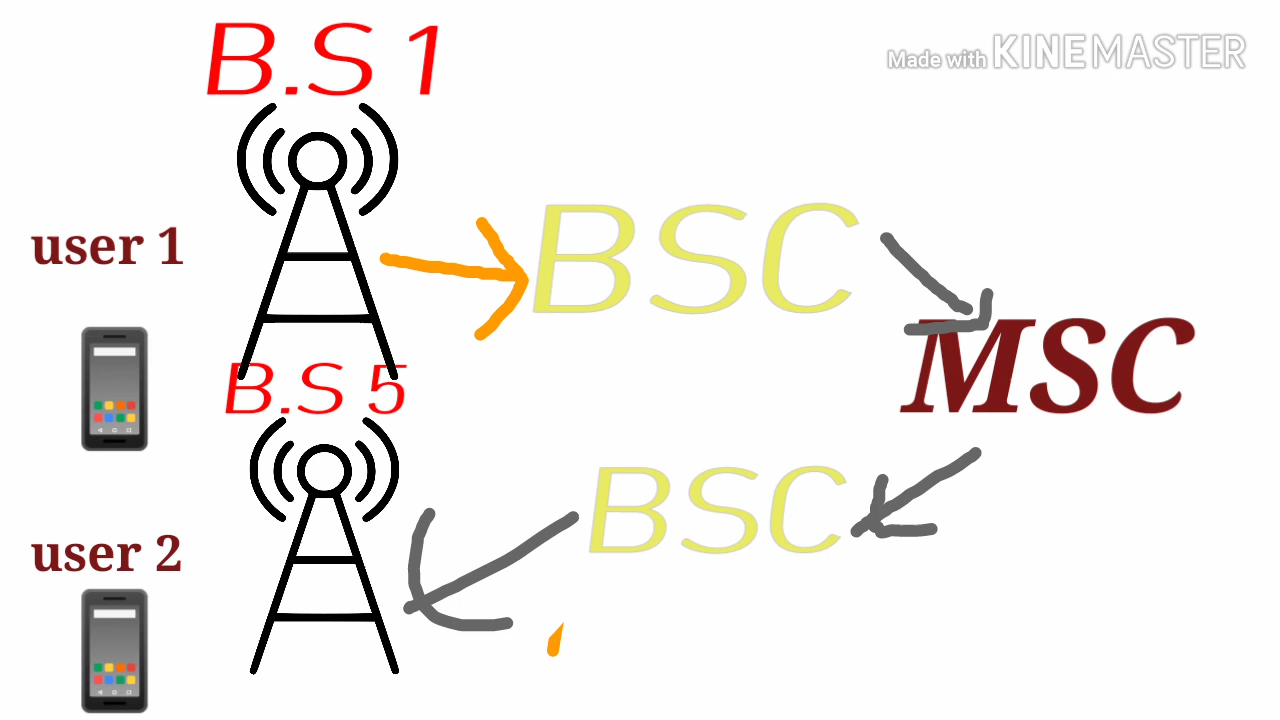 B.S 1
Made with KINEMASTER
user 1
BSC
MSC
B.S 5
BSC
user 2